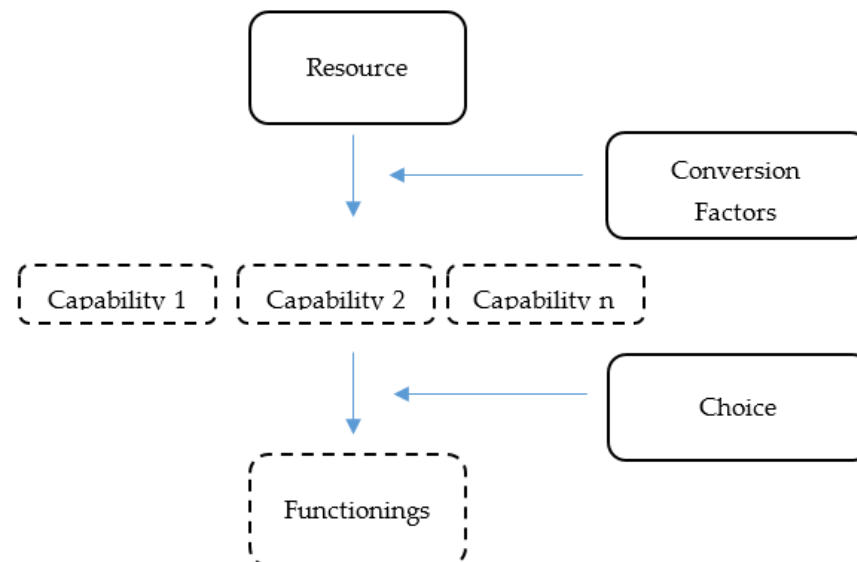 Resource
Conversion
Factors
Capability 1
Capability 2
Capability n
Choice
Functionings